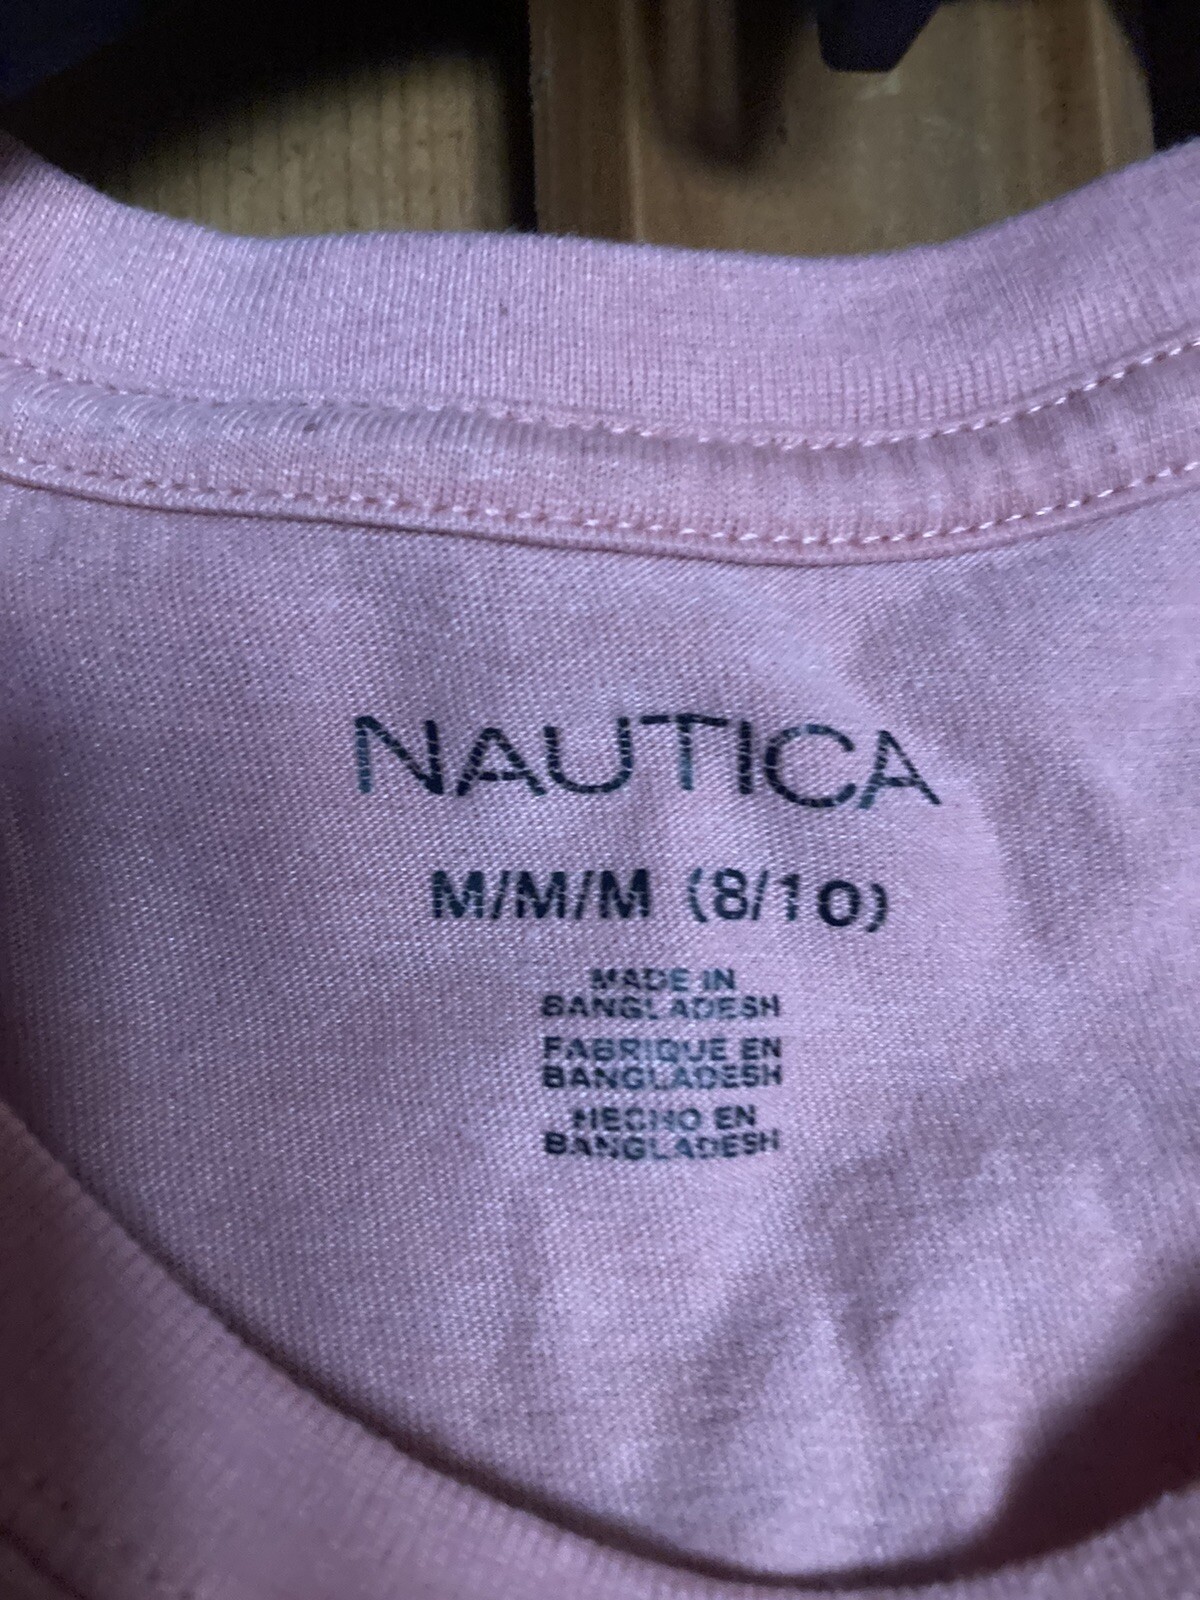 NAUTICA
M/M/M (8/10)
MADE IN
BANGLADESH
FABRIQUE EN
BANGLADESH
HECHO EN
BANGLADESH